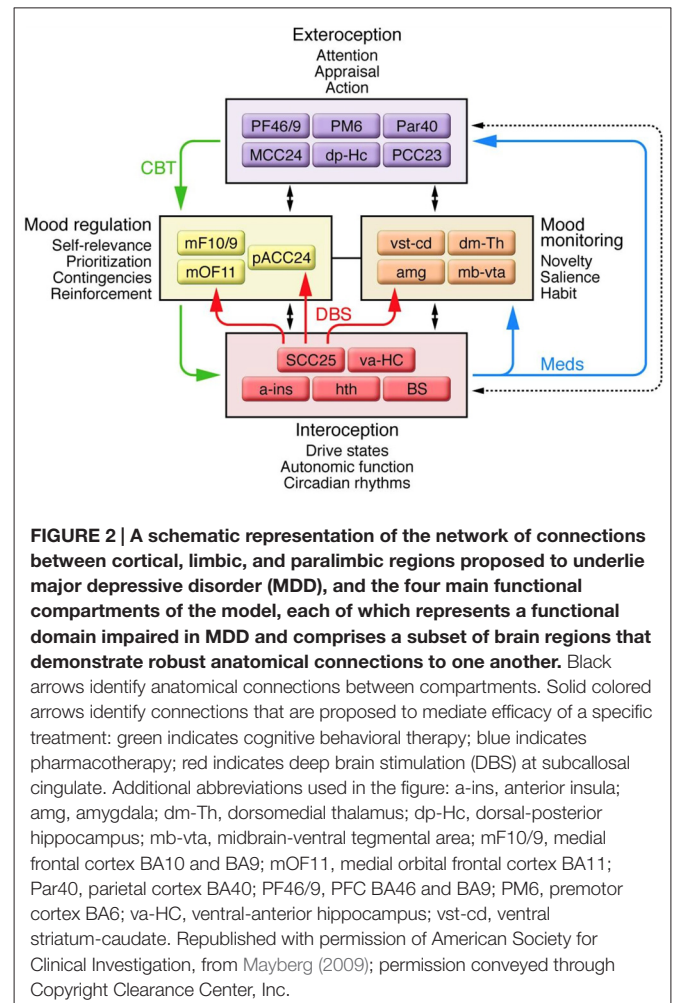 Exteroception
Attention
Appraisal
Action
PF46/9 PM6 Par40
MCC24 dp-Hc PCC23
CBT
Mood regulation
Self-relevance
Prioritization
Contingencies
Reinforcement
mF10/9
mOF11
pACC24
vst-cd dm-Th
amg mb-vta
Mood
monitoring
Novelty
Salience
Habit
DBS
SCC25 va-HC
a-ins hth BS
Meds
Interoception
Drive states
Autonomic function
Circadian rhythms
FIGURE 2 | A schematic representation of the network of connections
between cortical, limbic, and paralimbic regions proposed to underlie
major depressive disorder (MDD), and the four main functional
compartments of the model, each of which represents a functional
domain impaired in MDD and comprises a subset of brain regions that
demonstrate robust anatomical connections to one another. Black
arrows identify anatomical connections between compartments. Solid colored
arrows identify connections that are proposed to mediate efficacy of a specific
treatment: green indicates cognitive behavioral therapy; blue indicates
pharmacotherapy; red indicates deep brain stimulation (DBS) at subcallosal
cingulate. Additional abbreviations used in the figure: a-ins, anterior insula;
amg, amygdala; dm-Th, dorsomedial thalamus; dp-Hc, dorsal-posterior
hippocampus; mb-vta, midbrain-ventral tegmental area; mF10/9, medial
frontal cortex BA10 and BA9; mOF11, medial orbital frontal cortex BA11;
Par40, parietal cortex BA40; PF46/9, PFC BA46 and BA9; PM6, premotor
cortex BA6; va-HC, ventral-anterior hippocampus; vst-cd, ventral
striatum-caudate. Republished with permission of American Society for
Clinical Investigation, from Mayberg (2009); permission conveyed through
Copyright Clearance Center, Inc.